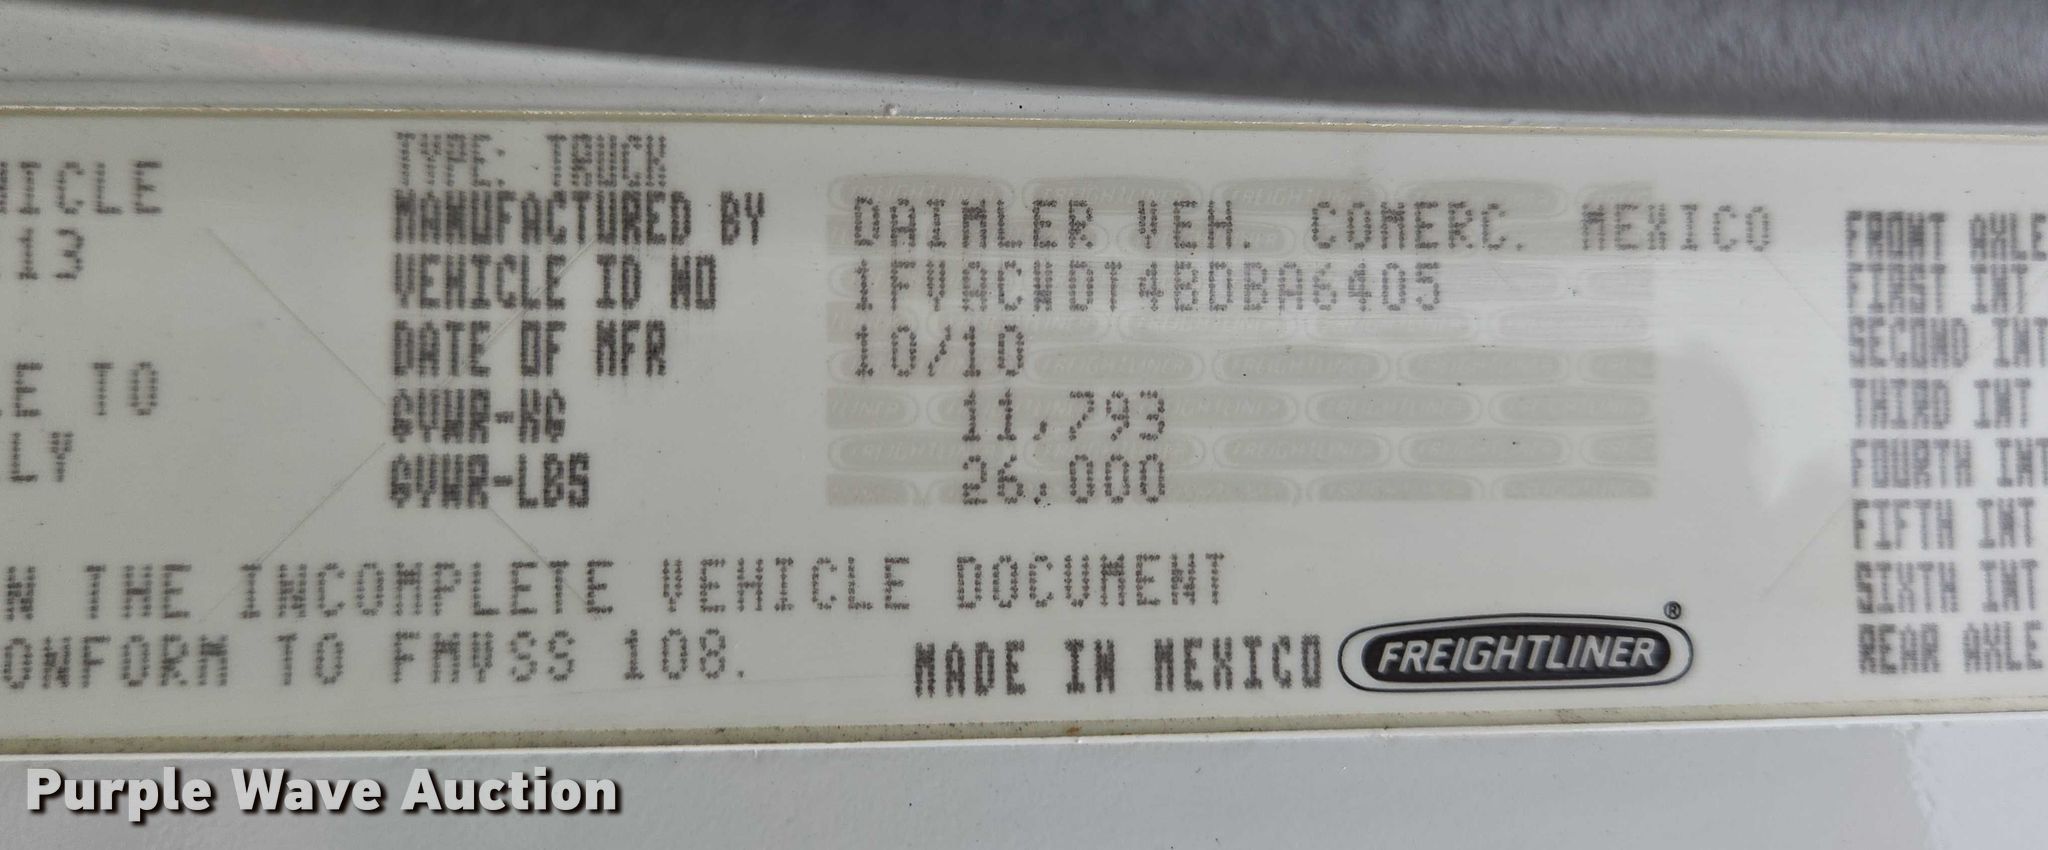 HICLE
13
E TO
LY
TYPE: TRUCK
MANUFACTURED BY DAIMLER VEH. COMERC. MEXICO
VEHICLE ID NO 1FVACWDT4BDBA6405
DATE OF MFR 10/10
GVWR-KG 11,793
GVWR-LBS 26,000
N THE INCOMPLETE VEHICLE DOCUMENT
ONFORM TO FMVSS 108.
MADE IN MEXICO FREIGHTLINER®
FRONT AXLE
FIRST INT
SECOND INT
THIRD INT
FOURTH INT
FIFTH INT
SIXTH INT
REAR AXLE
Purple Wave Auction